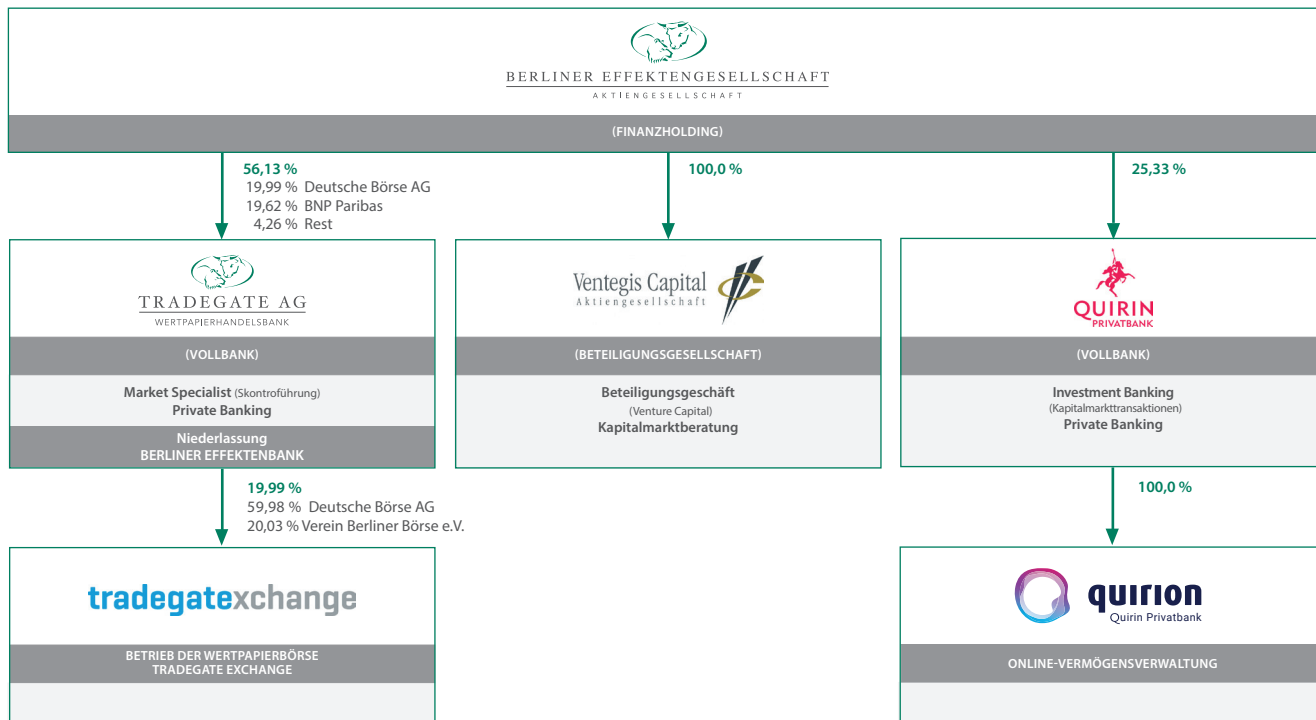 BERLINER EFFEKTENGESELLSCHAFT
AKTIENGESELLSCHAFT
(FINANZHOLDING)
56,13 %
19,99 % Deutsche Börse AG
19,62 % BNP Paribas
4,26 % Rest
100,0 %
25,33 %
TRADEGATE AG
WERTPAPIERHANDELSBANK
(VOLLBANK)
Market Specialist (Skontroführung)
Private Banking
Niederlassung
BERLINER EFFEKTENBANK
Ventegis Capital
Aktiengesellschaft
(BETEILIGUNGSGESELLSCHAFT)
Beteiligungsgeschäft
(Venture Capital)
Kapitalmarktberatung
QUIRIN
PRIVATBANK
(VOLLBANK)
Investment Banking
(Kapitalmarkttransaktionen)
Private Banking
19,99 %
59,98 % Deutsche Börse AG
20,03 % Verein Berliner Börse e.V.
100,0 %
tradegatexchange
BETRIEB DER WERTPAPIERBÖRSE
TRADEGATE EXCHANGE
quirion
Quirin Privatbank
ONLINE-VERMÖGENSVERWALTUNG